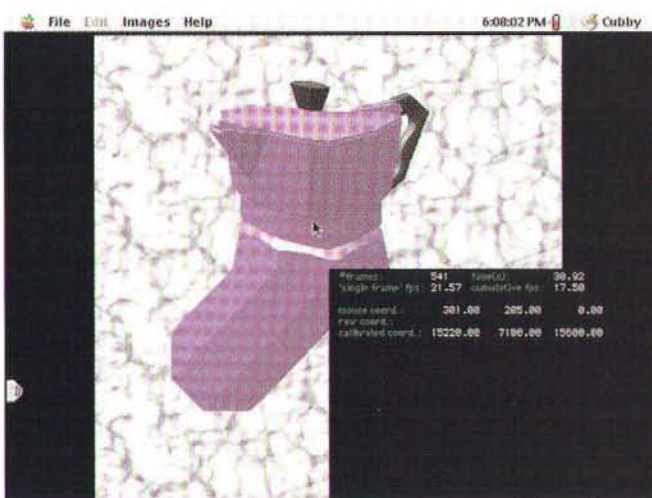 File Edit Images Help 6:08:02 PM Cubby
#frames: 541 time(s): 30.92
'single frame' fps: 21.57 cumulative fps: 17.50
mouse coord.: 301.00 205.00 0.00
raw coord.:
calibrated coord.: 15220.00 7100.00 15600.00